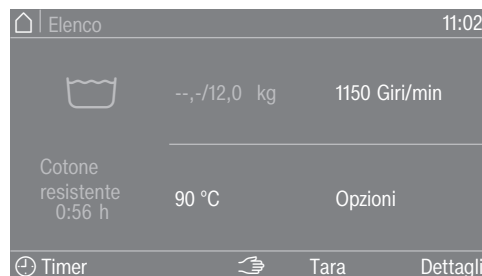 Elenco 11:02
--,-/12,0 kg 1150 Giri/min
Cotone
resistente
0:56 h
90 °C Opzioni
Timer Tara Dettagli